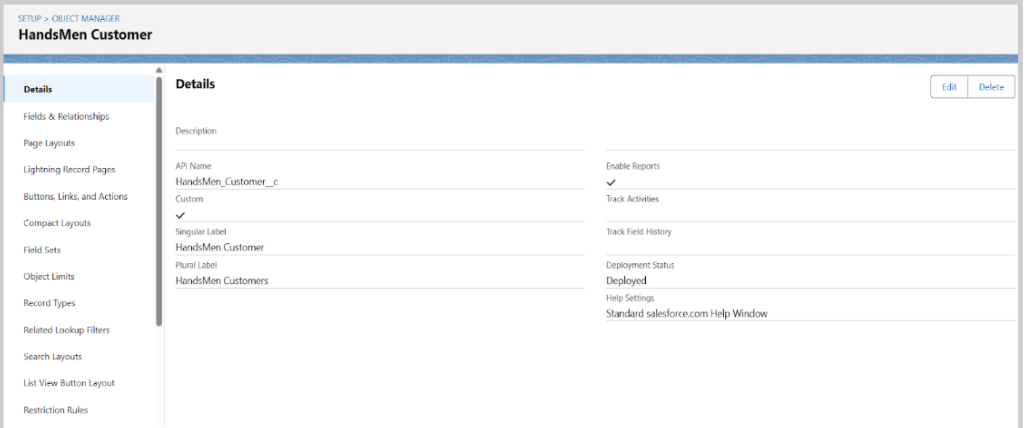 SETUP > OBJECT MANAGER
HandsMen Customer
Details
Fields & Relationships
Page Layouts
Lightning Record Pages
Buttons, Links, and Actions
Compact Layouts
Field Sets
Object Limits
Record Types
Related Lookup Filters
Search Layouts
List View Button Layout
Restriction Rules
Details
Edit
Delete
Description
API Name
HandsMen_Customer__c
Custom
Singular Label
HandsMen Customer
Plural Label
HandsMen Customers
Enable Reports
Track Activities
Track Field History
Deployment Status
Deployed
Help Settings
Standard salesforce.com Help Window